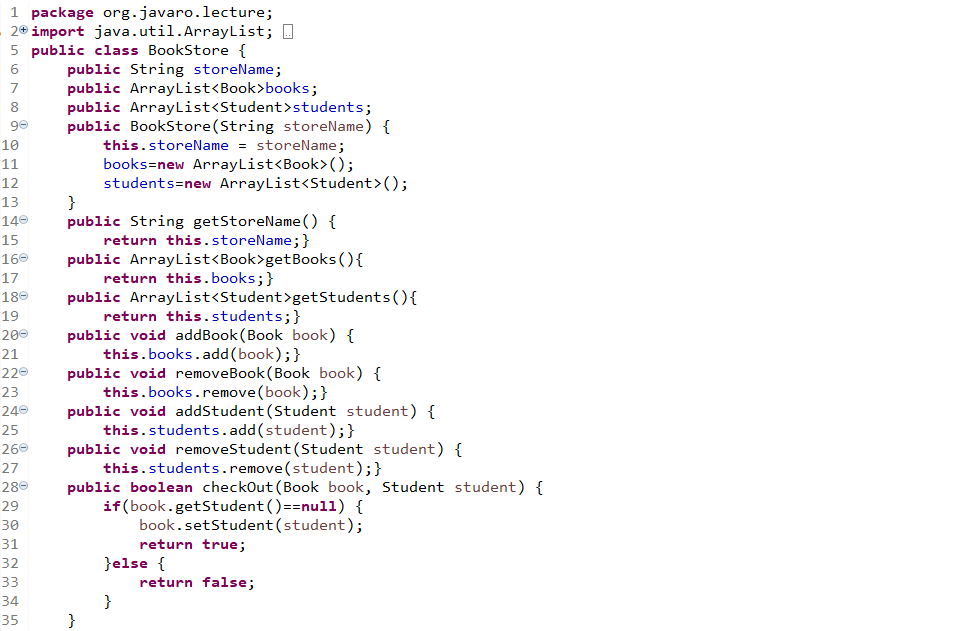 1 package org.javaro.lecture;
2 import java.util.ArrayList;
5 public class BookStore {
6     public String storeName;
7     public ArrayList<Book>books;
8     public ArrayList<Student>students;
9     public BookStore(String storeName) {
10         this.storeName = storeName;
11         books=new ArrayList<Book>();
12         students=new ArrayList<Student>();
13     }
14     public String getStoreName() {
15         return this.storeName;}
16     public ArrayList<Book>getBooks(){
17         return this.books;}
18     public ArrayList<Student>getStudents(){
19         return this.students;}
20     public void addBook(Book book) {
21         this.books.add(book);}
22     public void removeBook(Book book) {
23         this.books.remove(book);}
24     public void addStudent(Student student) {
25         this.students.add(student);}
26     public void removeStudent(Student student) {
27         this.students.remove(student);}
28     public boolean checkOut(Book book, Student student) {
29         if(book.getStudent()==null) {
30             book.setStudent(student);
31             return true;
32         }else {
33             return false;
34         }
35     }